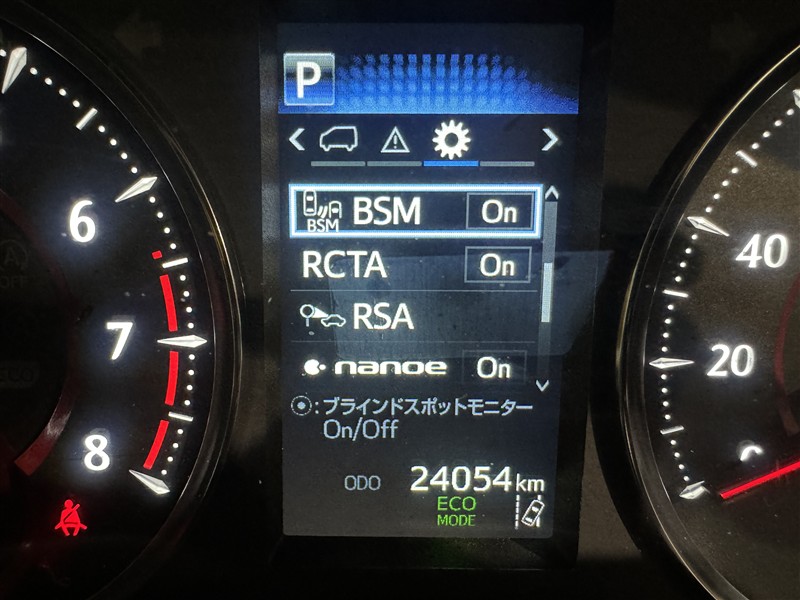 P
BSM BSM On
RCTA On
RSA
nanoe On
:ブラインドスポットモニター
On/Off
ODO 24054km
ECO
MODE
6
7
8
40
20